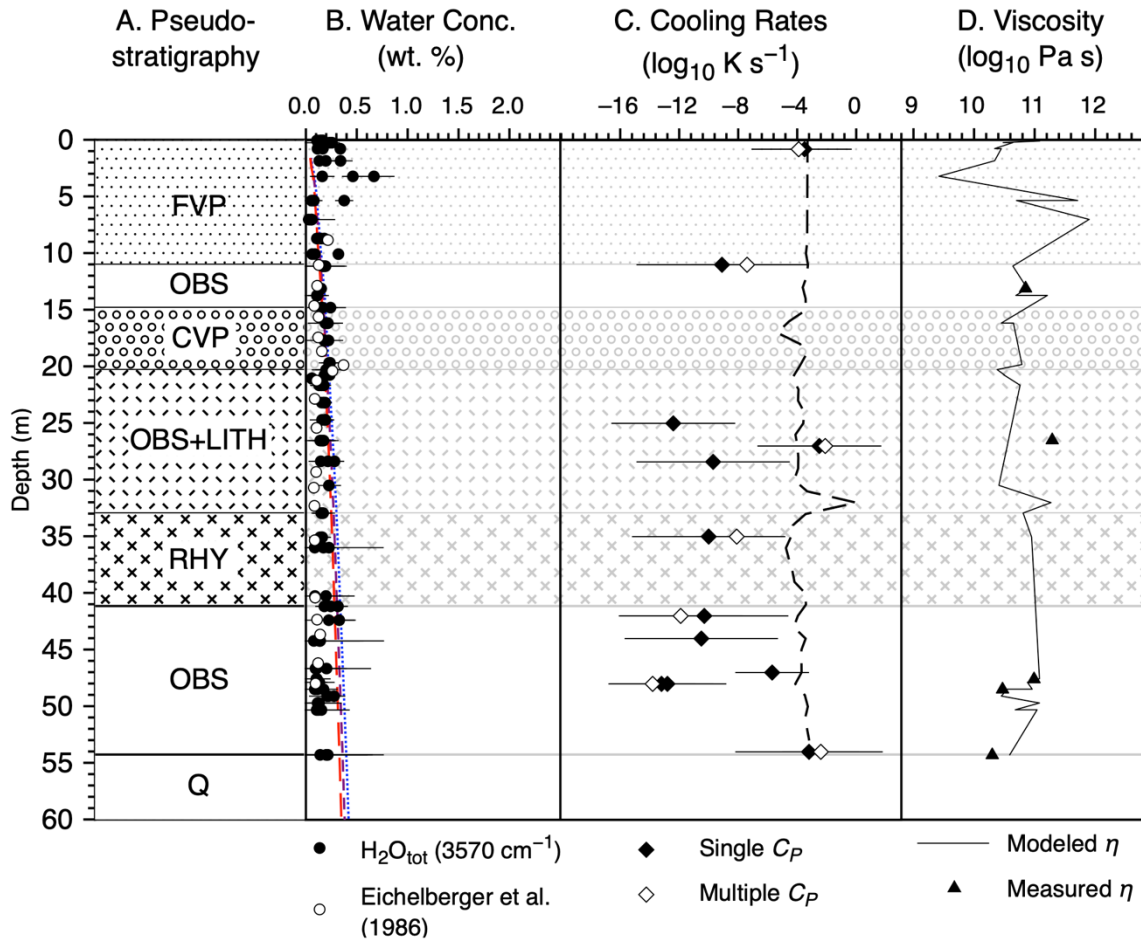 A. Pseudo-
stratigraphy
B. Water Conc.
(wt. %)
C. Cooling Rates
(log₁₀ K s⁻¹)
D. Viscosity
(log₁₀ Pa s)
0.0 0.5 1.0 1.5 2.0
−16 −12 −8 −4 0
9 10 11 12
Depth (m)
0
5
10
15
20
25
30
35
40
45
50
55
60
FVP
OBS
CVP
OBS+LITH
RHY
OBS
Q
H₂Oₜₒₜ (3570 cm⁻¹)
Eichelberger et al.
(1986)
Single Cₚ
Multiple Cₚ
Modeled η
Measured η